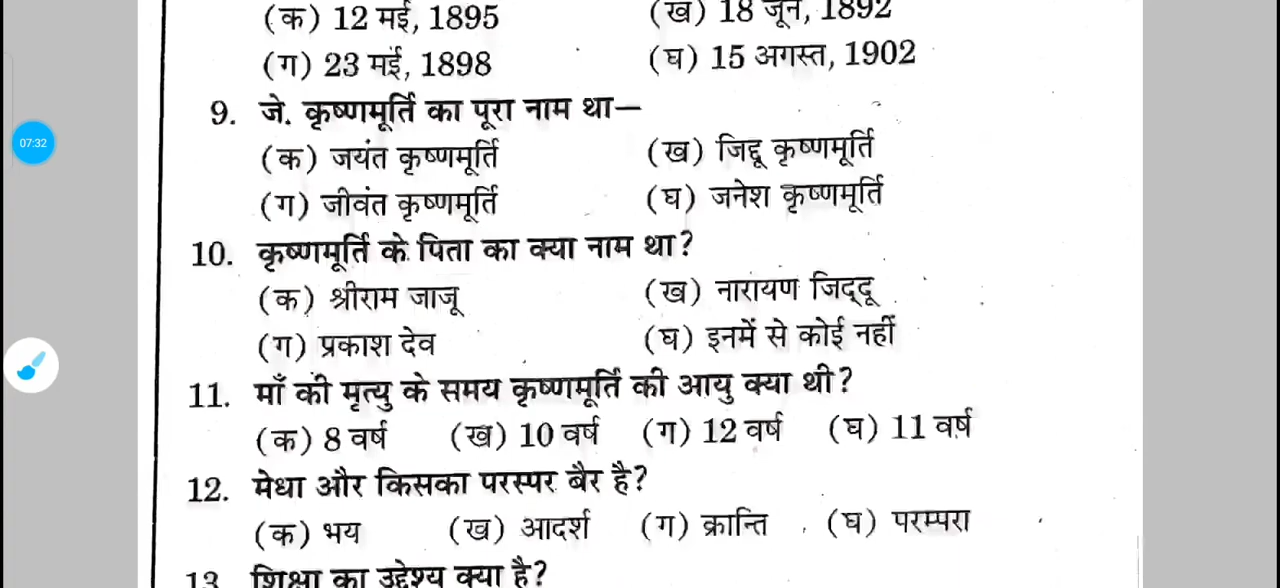 (क) 12 मई, 1895 (ख) 18 जून, 1892
(ग) 23 मई, 1898 (घ) 15 अगस्त, 1902
9. जे. कृष्णमूर्ति का पूरा नाम था—
(क) जयंत कृष्णमूर्ति (ख) जिद्दू कृष्णमूर्ति
(ग) जीवंत कृष्णमूर्ति (घ) जनेश कृष्णमूर्ति
07:32
10. कृष्णमूर्ति के पिता का क्या नाम था?
(क) श्रीराम जाजू (ख) नारायण जिद्दू
(ग) प्रकाश देव (घ) इनमें से कोई नहीं
11. माँ की मृत्यु के समय कृष्णमूर्ति की आयु क्या थी?
(क) 8 वर्ष (ख) 10 वर्ष (ग) 12 वर्ष (घ) 11 वर्ष
12. मेधा और किसका परस्पर बैर है?
(क) भय (ख) आदर्श (ग) क्रान्ति (घ) परम्परा
13. शिक्षा का उद्देश्य क्या है?